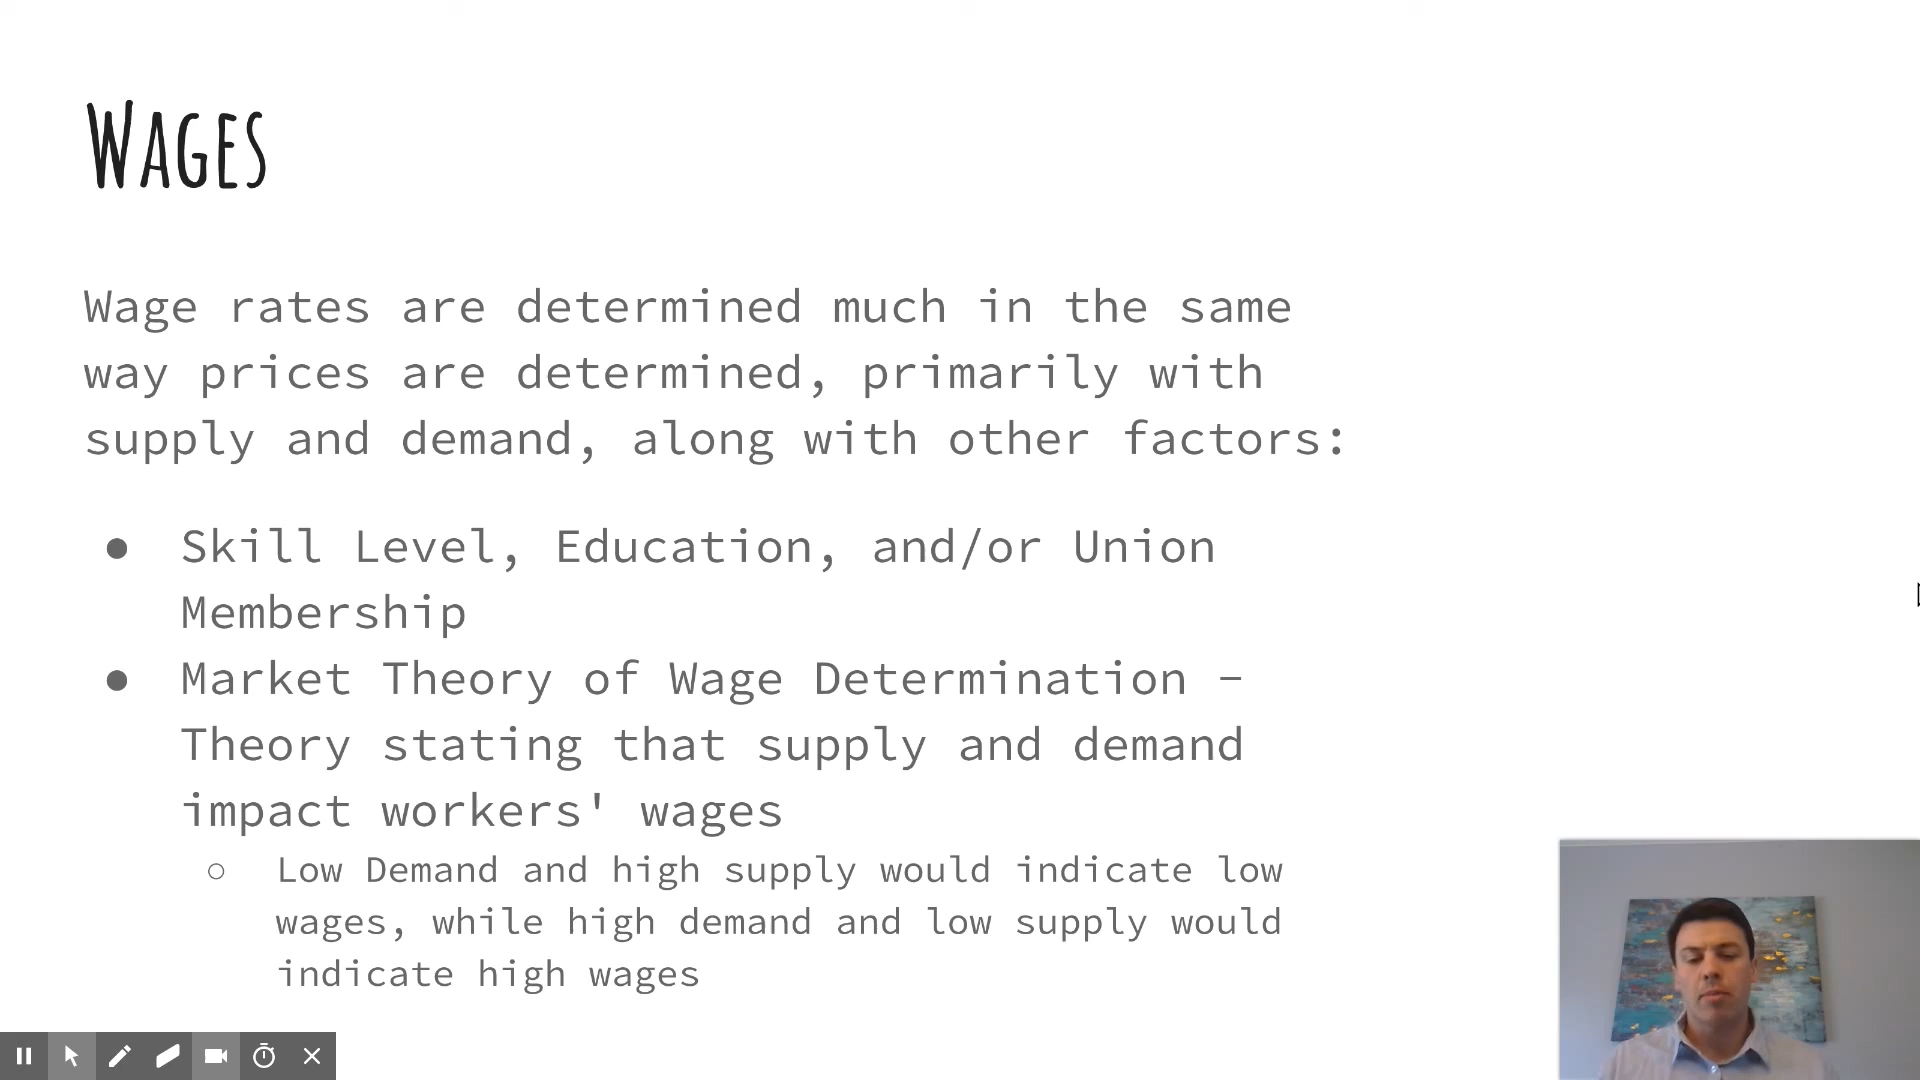 WAGES
Wage rates are determined much in the same
way prices are determined, primarily with
supply and demand, along with other factors:
● Skill Level, Education, and/or Union
Membership
● Market Theory of Wage Determination –
Theory stating that supply and demand
impact workers' wages
○ Low Demand and high supply would indicate low
wages, while high demand and low supply would
indicate high wages